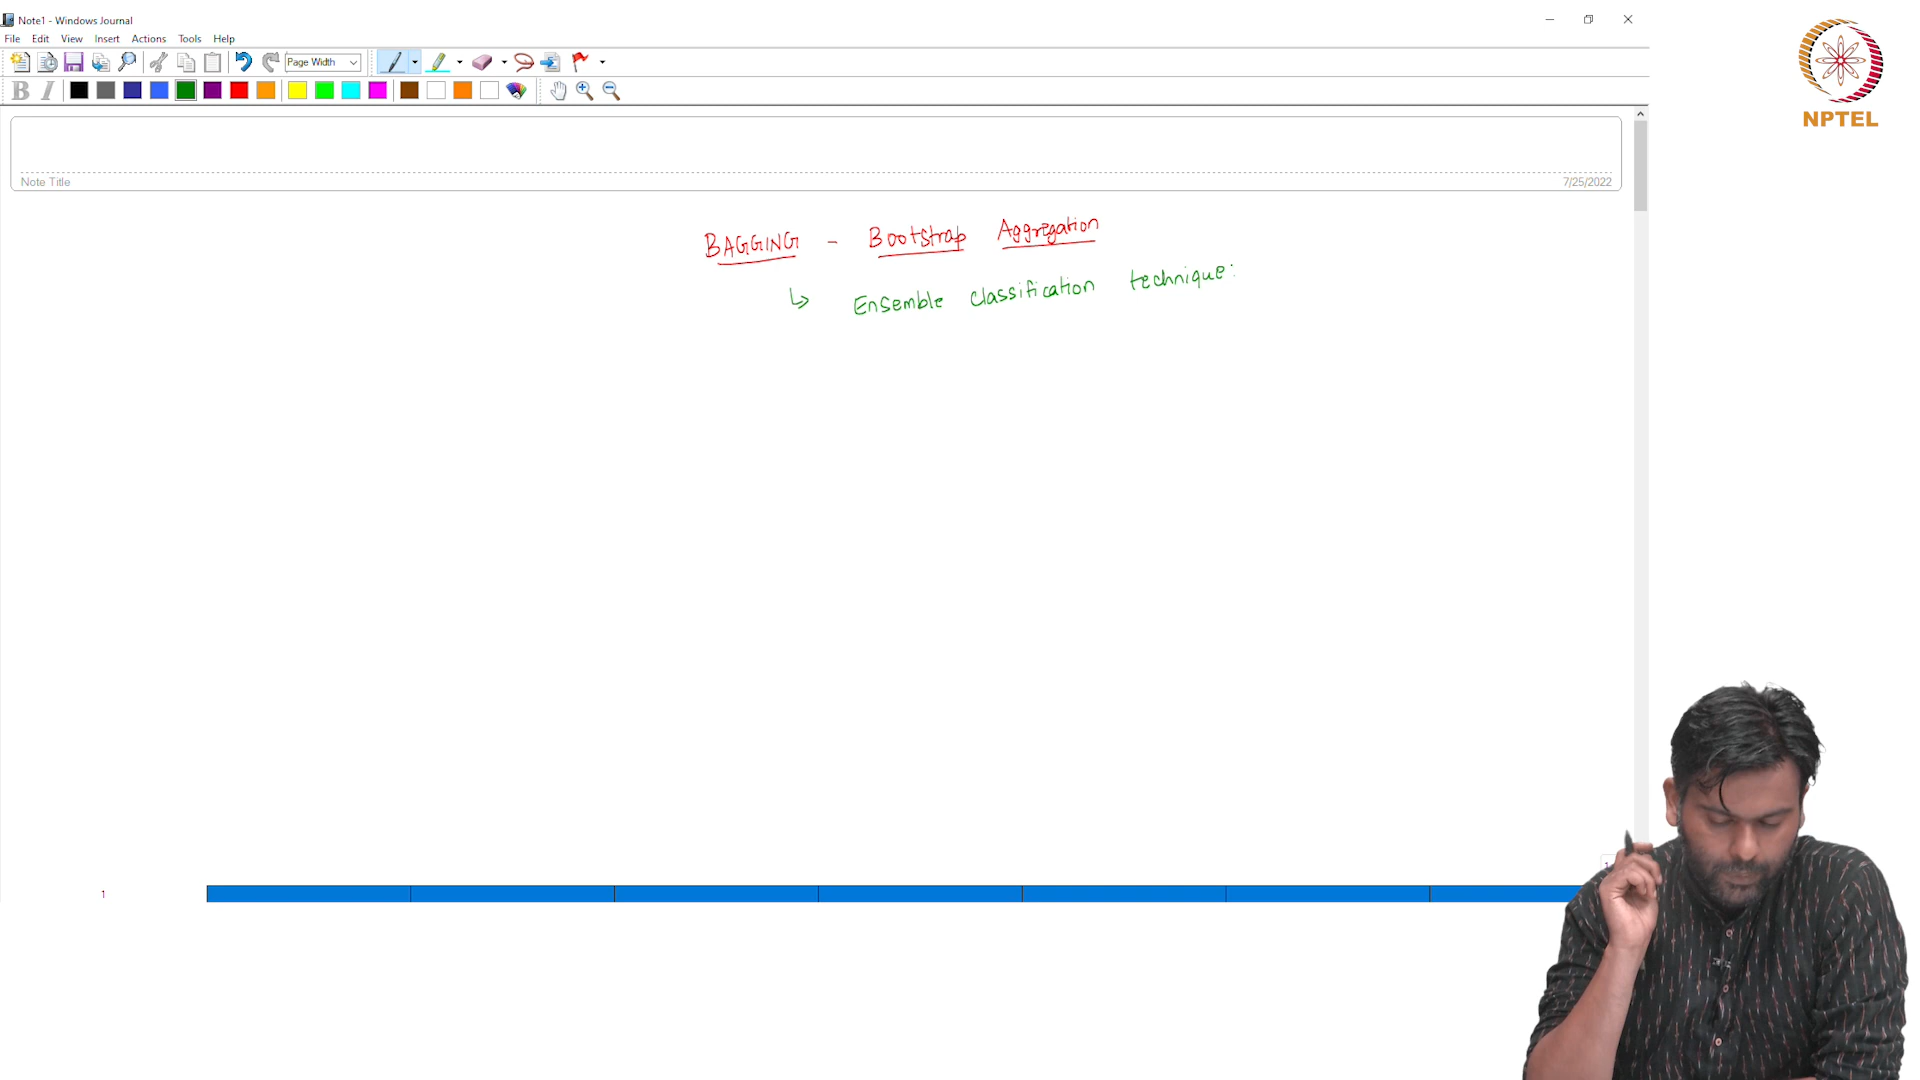 Note1 - Windows Journal
File Edit View Insert Actions Tools Help
Page Width
B I
NPTEL
Note Title
7/25/2022
BAGGING - Bootstrap Aggregation
↳ Ensemble classification technique:
1